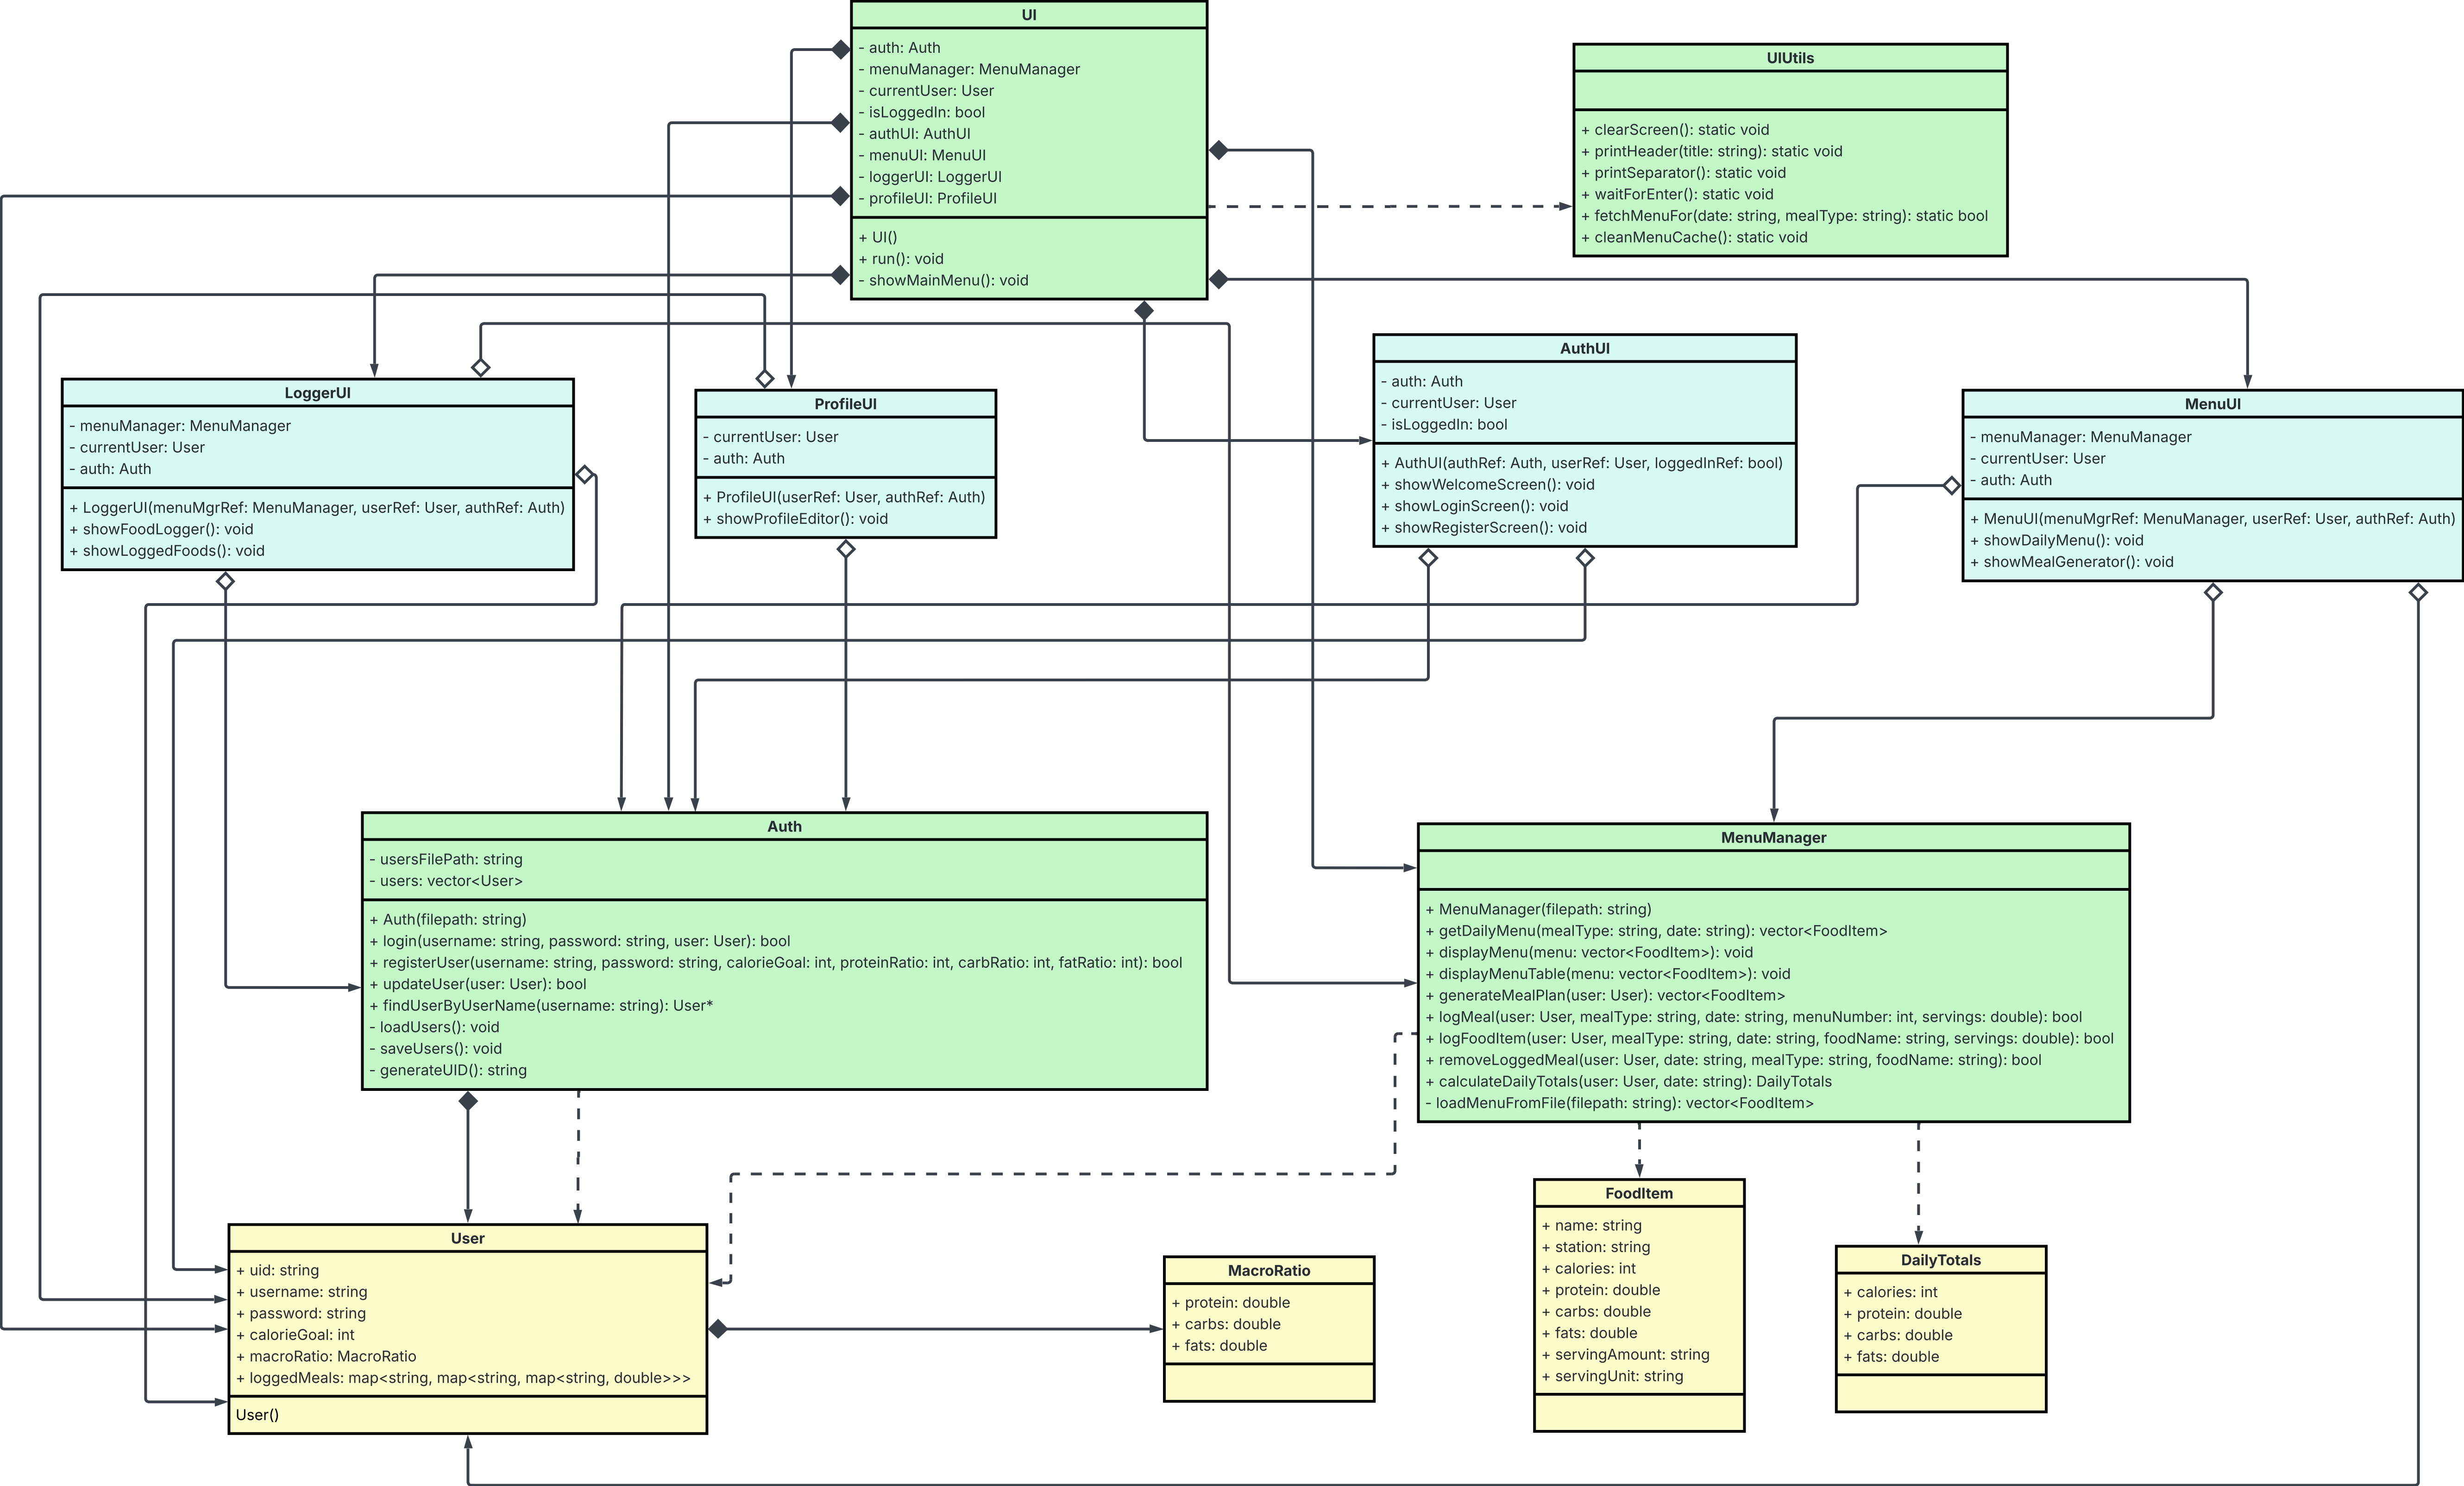 UI
- auth: Auth
- menuManager: MenuManager
- currentUser: User
- isLoggedIn: bool
- authUI: AuthUI
- menuUI: MenuUI
- loggerUI: LoggerUI
- profileUI: ProfileUI
+ UI()
+ run(): void
- showMainMenu(): void
UIUtils
+ clearScreen(): static void
+ printHeader(title: string): static void
+ printSeparator(): static void
+ waitForEnter(): static void
+ fetchMenuFor(date: string, mealType: string): static bool
+ cleanMenuCache(): static void
LoggerUI
- menuManager: MenuManager
- currentUser: User
- auth: Auth
+ LoggerUI(menuMgrRef: MenuManager, userRef: User, authRef: Auth)
+ showFoodLogger(): void
+ showLoggedFoods(): void
ProfileUI
- currentUser: User
- auth: Auth
+ ProfileUI(userRef: User, authRef: Auth)
+ showProfileEditor(): void
AuthUI
- auth: Auth
- currentUser: User
- isLoggedIn: bool
+ AuthUI(authRef: Auth, userRef: User, loggedInRef: bool)
+ showWelcomeScreen(): void
+ showLoginScreen(): void
+ showRegisterScreen(): void
MenuUI
- menuManager: MenuManager
- currentUser: User
- auth: Auth
+ MenuUI(menuMgrRef: MenuManager, userRef: User, authRef: Auth)
+ showDailyMenu(): void
+ showMealGenerator(): void
Auth
- usersFilePath: string
- users: vector<User>
+ Auth(filepath: string)
+ login(username: string, password: string, user: User): bool
+ registerUser(username: string, password: string, calorieGoal: int, proteinRatio: int, carbRatio: int, fatRatio: int): bool
+ updateUser(user: User): bool
+ findUserByUserName(username: string): User*
- loadUsers(): void
- saveUsers(): void
- generateUID(): string
MenuManager
+ MenuManager(filepath: string)
+ getDailyMenu(mealType: string, date: string): vector<FoodItem>
+ displayMenu(menu: vector<FoodItem>): void
+ displayMenuTable(menu: vector<FoodItem>): void
+ generateMealPlan(user: User): vector<FoodItem>
+ logMeal(user: User, mealType: string, date: string, menuNumber: int, servings: double): bool
+ logFoodItem(user: User, mealType: string, date: string, foodName: string, servings: double): bool
+ removeLoggedMeal(user: User, date: string, mealType: string, foodName: string): bool
+ calculateDailyTotals(user: User, date: string): DailyTotals
- loadMenuFromFile(filepath: string): vector<FoodItem>
User
+ uid: string
+ username: string
+ password: string
+ calorieGoal: int
+ macroRatio: MacroRatio
+ loggedMeals: map<string, map<string, map<string, double>>>
User()
MacroRatio
+ protein: double
+ carbs: double
+ fats: double
FoodItem
+ name: string
+ station: string
+ calories: int
+ protein: double
+ carbs: double
+ fats: double
+ servingAmount: string
+ servingUnit: string
DailyTotals
+ calories: int
+ protein: double
+ carbs: double
+ fats: double